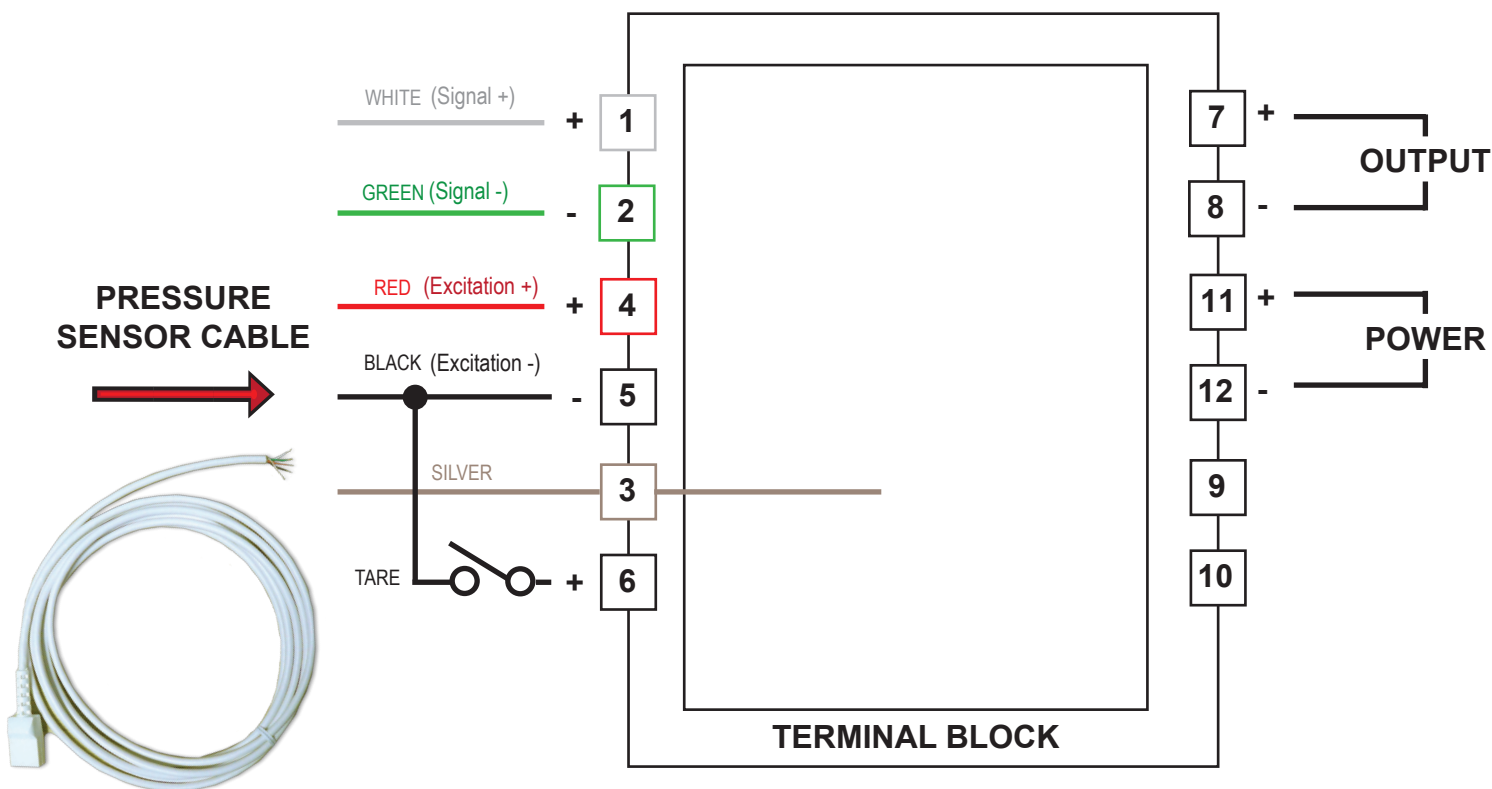 WHITE (Signal +)
+ 1
GREEN (Signal -)
- 2
RED (Excitation +)
+ 4
PRESSURE
SENSOR CABLE
BLACK (Excitation -)
- 5
SILVER
3
TARE
+ 6
7 +
OUTPUT
8 -
11 +
POWER
12 -
9
10
TERMINAL BLOCK